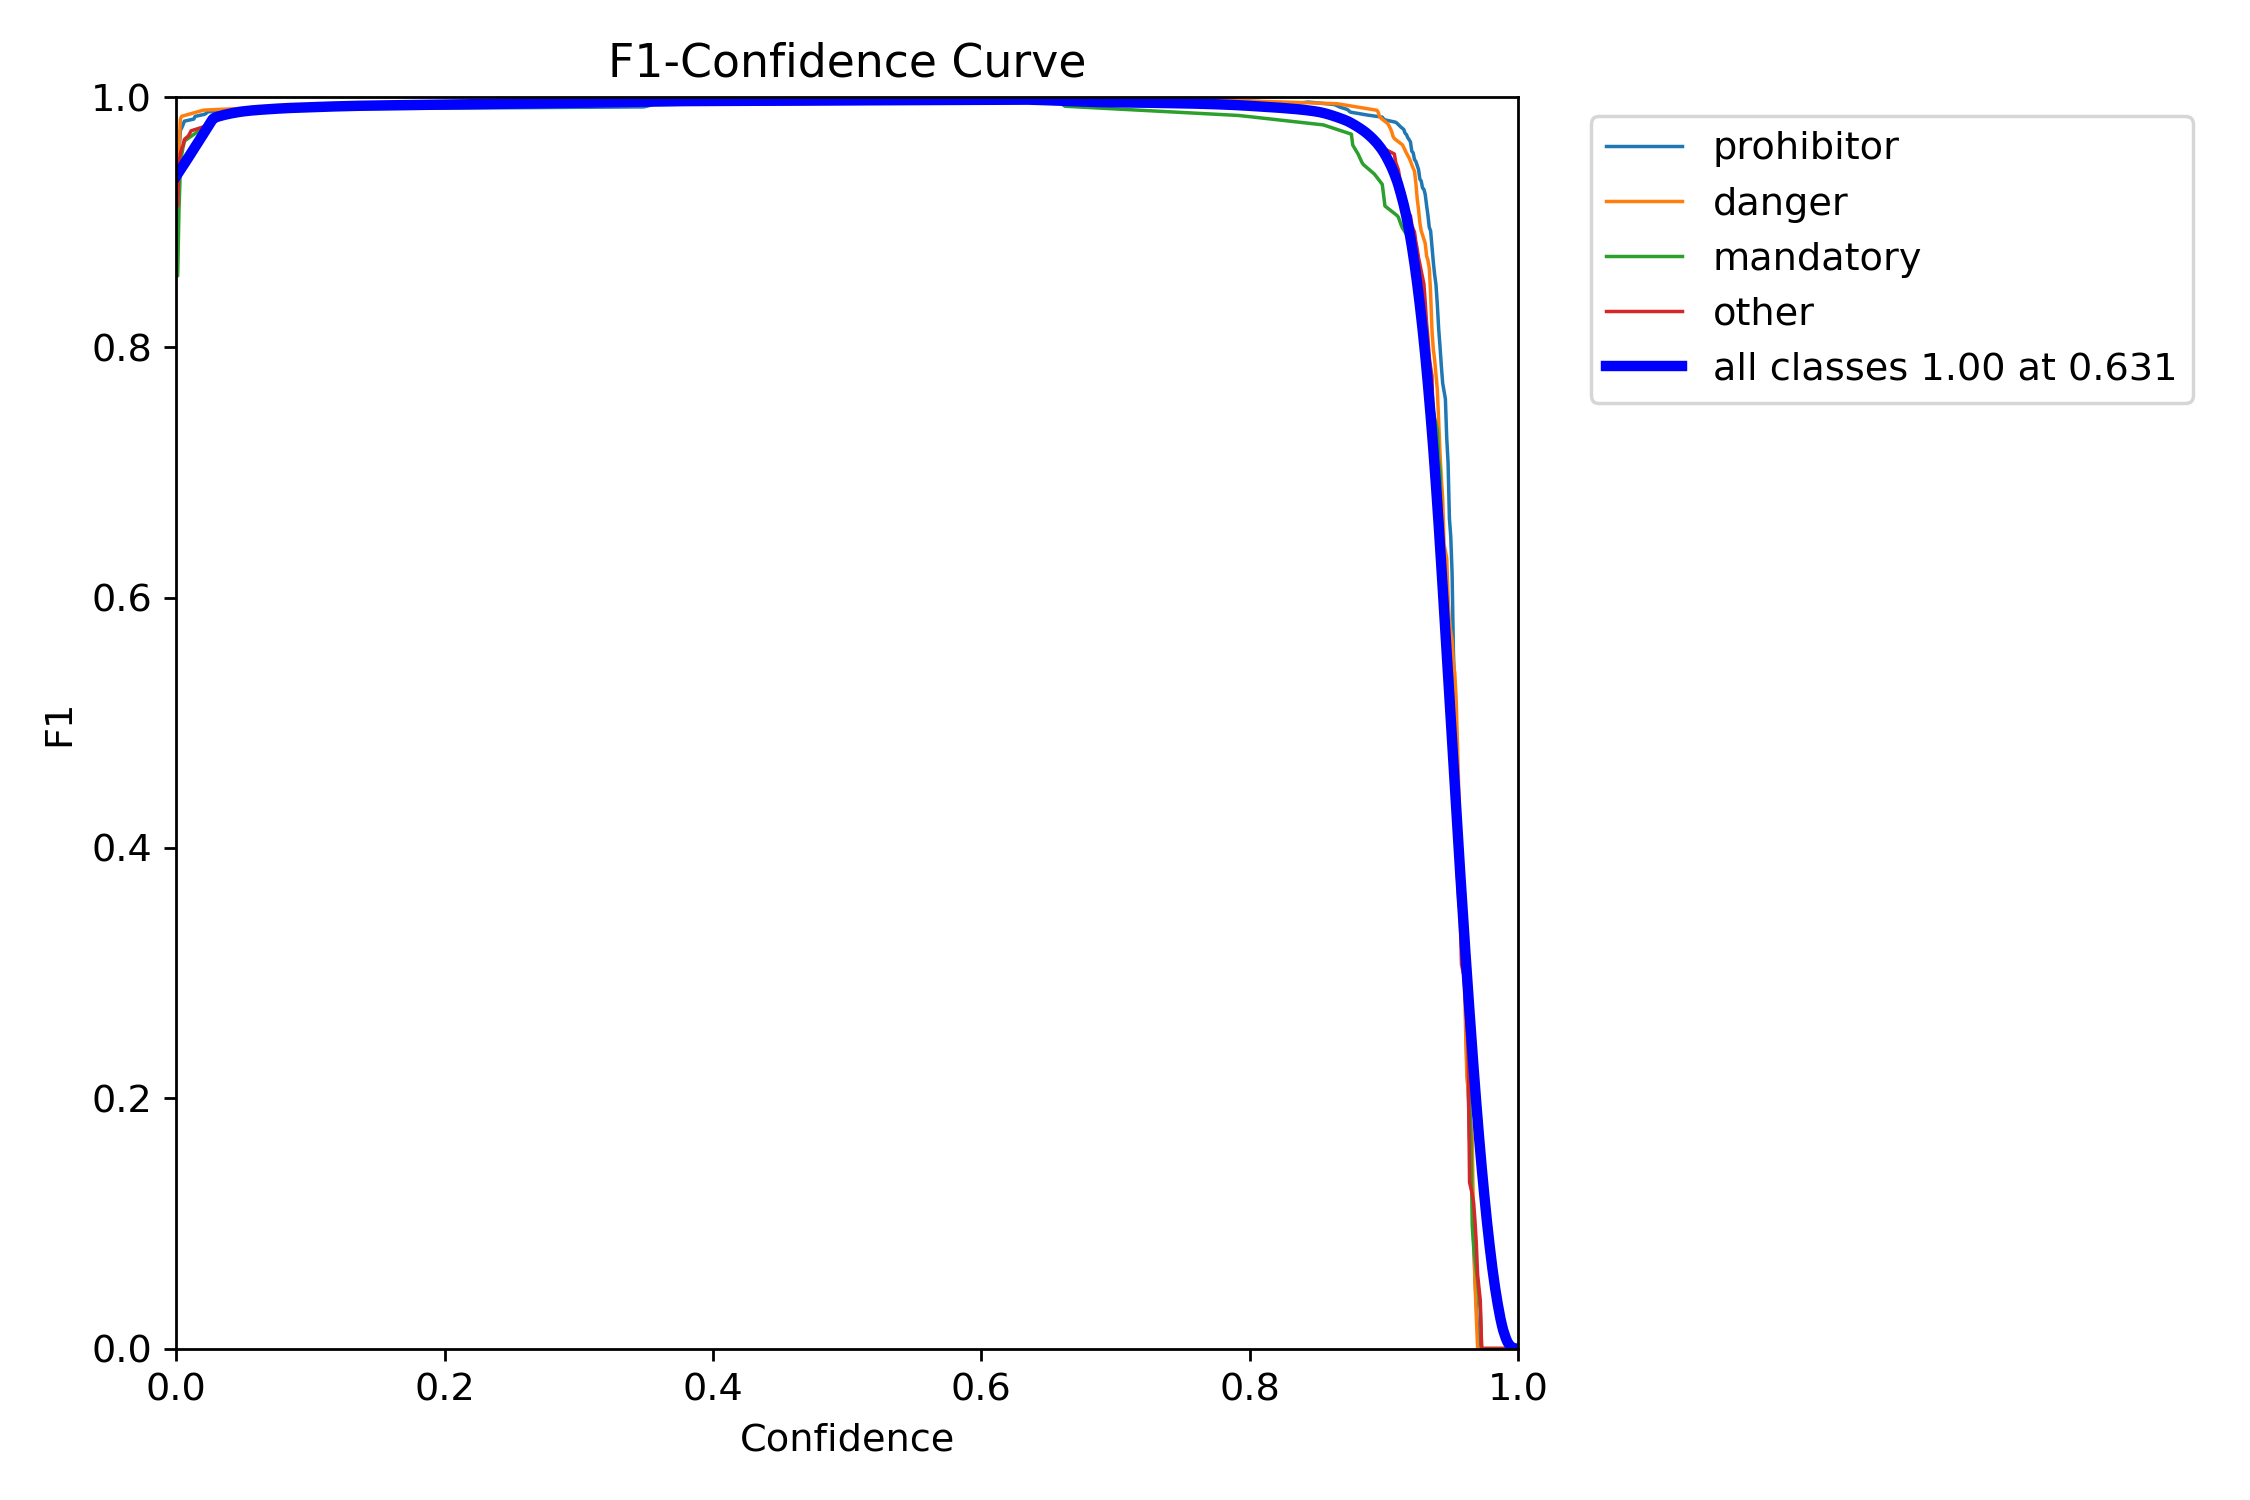 F1-Confidence Curve
1.0
0.8
0.6
0.4
0.2
0.0
F1
0.0 0.2 0.4 0.6 0.8 1.0
Confidence
prohibitor
danger
mandatory
other
all classes 1.00 at 0.631